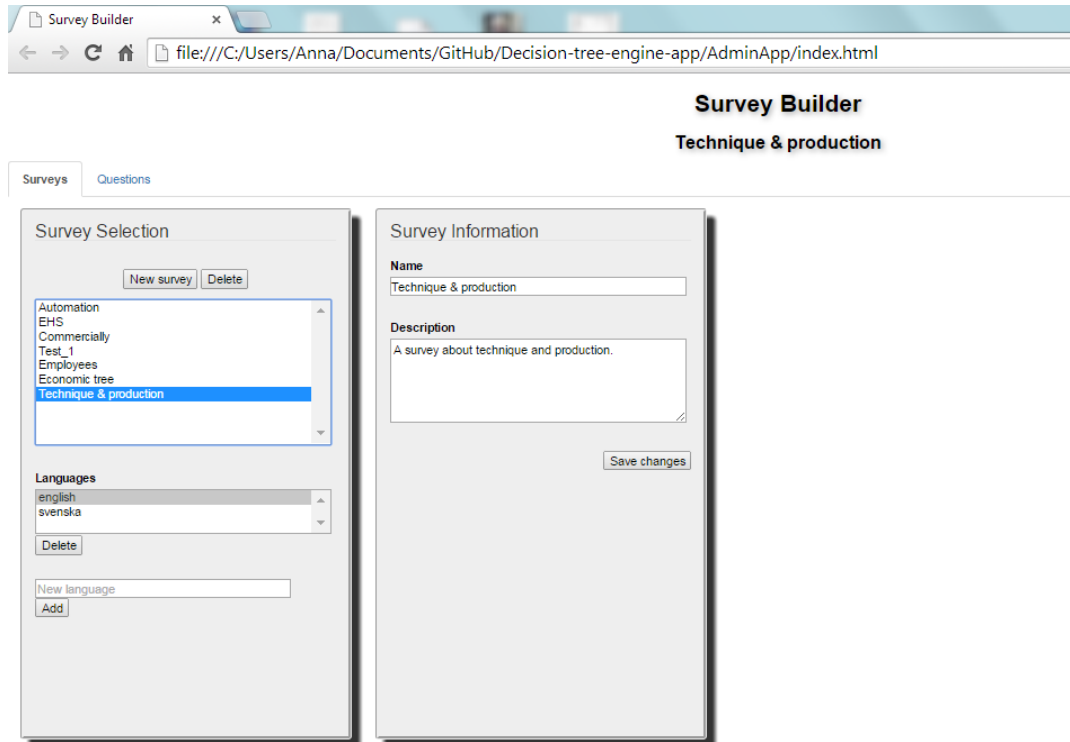 Survey Builder
file:///C:/Users/Anna/Documents/GitHub/Decision-tree-engine-app/AdminApp/index.html
Survey Builder
Technique & production
Surveys
Questions
Survey Selection
New survey
Delete
Automation
EHS
Commercially
Test_1
Employees
Economic tree
Technique & production
Languages
english
svenska
Delete
New language
Add
Survey Information
Name
Technique & production
Description
A survey about technique and production.
Save changes